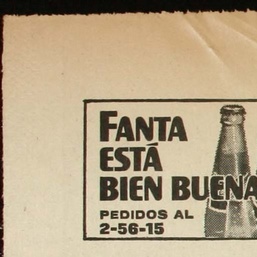 FANTA
ESTÁ
BIEN BUENA
PEDIDOS AL
2-56-15